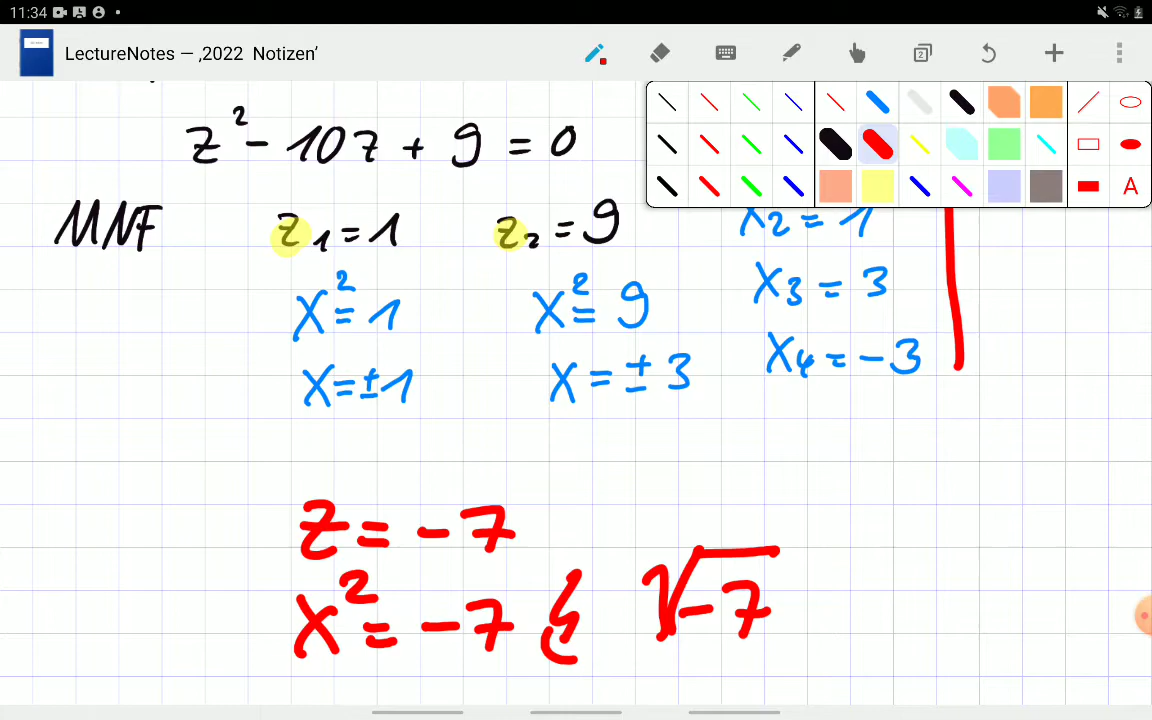 11:34
LectureNotes — ‚2022 Notizen’
2
A
z² - 10z + 9 = 0
MNF z₁ = 1 z₂ = 9
x² = 1 x² = 9
x = ±1 x = ±3
x₂ = 1
x₃ = 3
x₄ = -3
z = -7
x² = -7 √-7